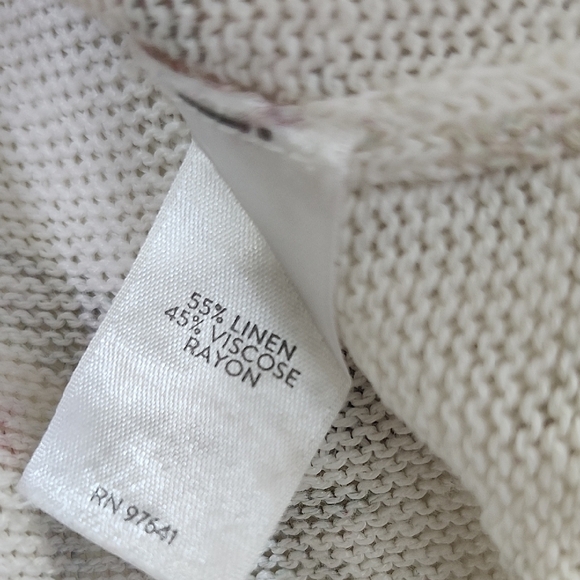 55% LINEN
45% VISCOSE
RAYON
RN 97641